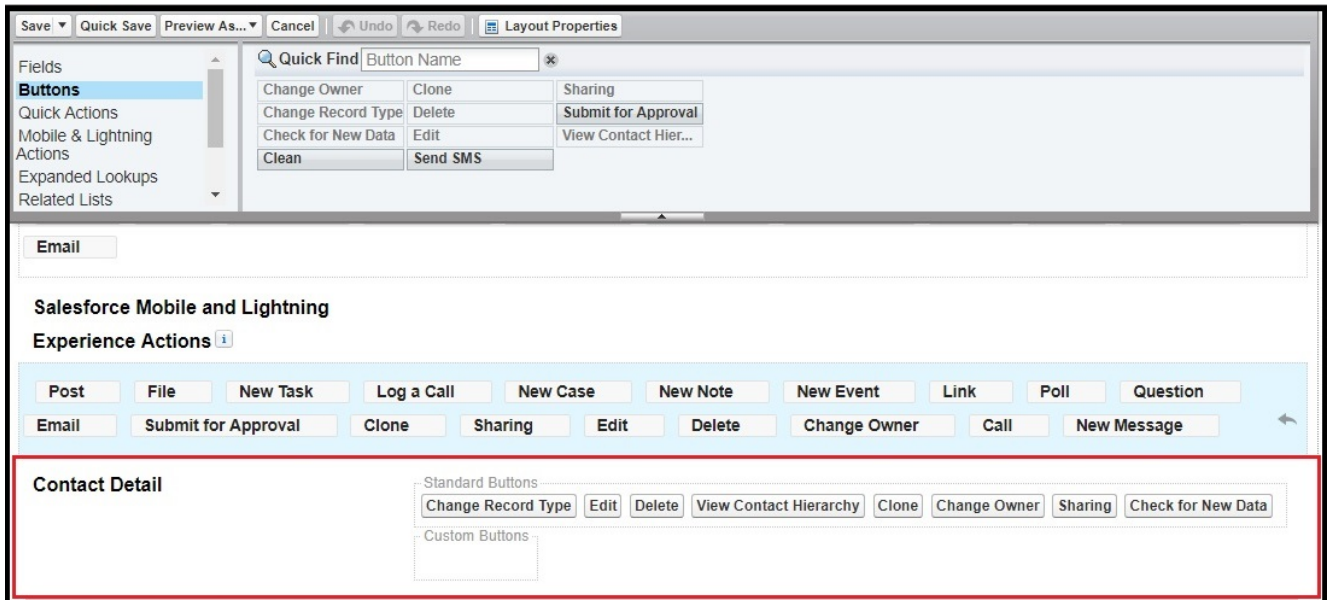 Save ▼ Quick Save Preview As...▼ Cancel Undo Redo Layout Properties
Fields
Buttons
Quick Actions
Mobile & Lightning
Actions
Expanded Lookups
Related Lists
Quick Find Button Name
Change Owner Clone Sharing
Change Record Type Delete Submit for Approval
Check for New Data Edit View Contact Hier...
Clean Send SMS
Email
Salesforce Mobile and Lightning
Experience Actions i
Post File New Task Log a Call New Case New Note New Event Link Poll Question
Email Submit for Approval Clone Sharing Edit Delete Change Owner Call New Message
Contact Detail
Standard Buttons
Change Record Type Edit Delete View Contact Hierarchy Clone Change Owner Sharing Check for New Data
Custom Buttons